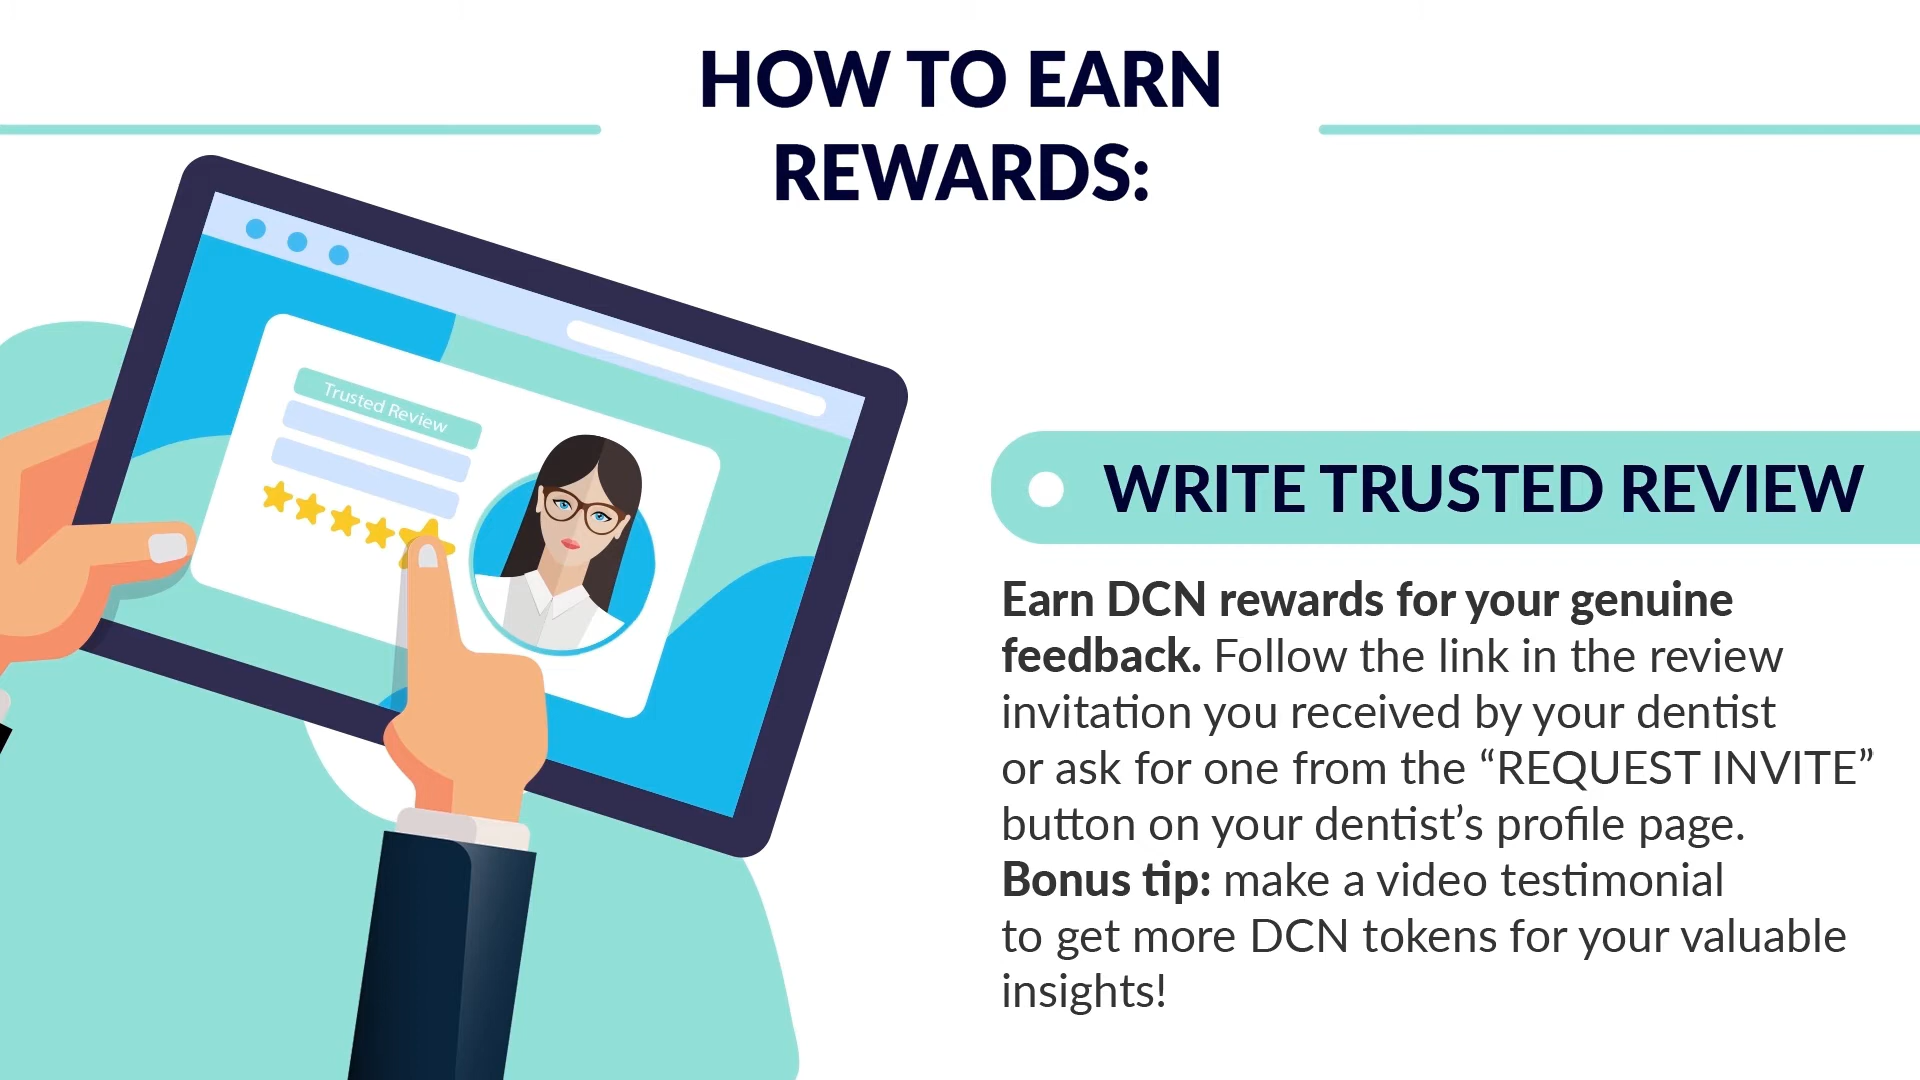 HOW TO EARN
REWARDS:
Trusted Review
WRITE TRUSTED REVIEW
Earn DCN rewards for your genuine
feedback. Follow the link in the review
invitation you received by your dentist
or ask for one from the “REQUEST INVITE”
button on your dentist’s profile page.
Bonus tip: make a video testimonial
to get more DCN tokens for your valuable
insights!